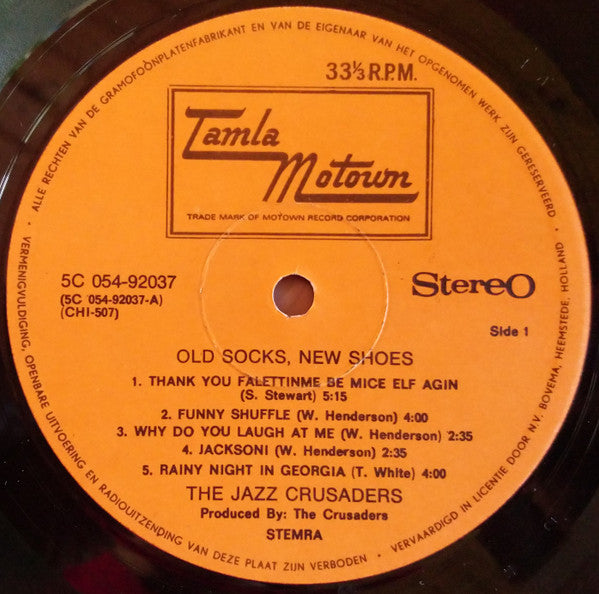 ALLE RECHTEN VAN DE GRAMOFOONPLATENFABRIKANT EN VAN DE EIGENAAR VAN HET OPGENOMEN WERK ZIJN GERESERVEERD
33⅓ R.P.M.
Tamla
Motown
TRADE MARK OF MOTOWN RECORD CORPORATION
5C 054-92037
(5C 054-92037-A)
(CHI-507)
StereO
Side 1
OLD SOCKS, NEW SHOES
1. THANK YOU FALETTINME BE MICE ELF AGIN
(S. Stewart) 5:15
2. FUNNY SHUFFLE (W. Henderson) 4:00
3. WHY DO YOU LAUGH AT ME (W. Henderson) 2:35
4. JACKSONI (W. Henderson) 2:35
5. RAINY NIGHT IN GEORGIA (T. White) 4:00
THE JAZZ CRUSADERS
Produced By: The Crusaders
STEMRA
• VERMENIGVULDIGING, OPENBARE UITVOERING EN RADIOUITZENDING VAN DEZE PLAAT ZIJN VERBODEN •
VERVAARDIGD IN LICENTIE DOOR N.V. BOVEMA, HEEMSTEDE, HOLLAND •